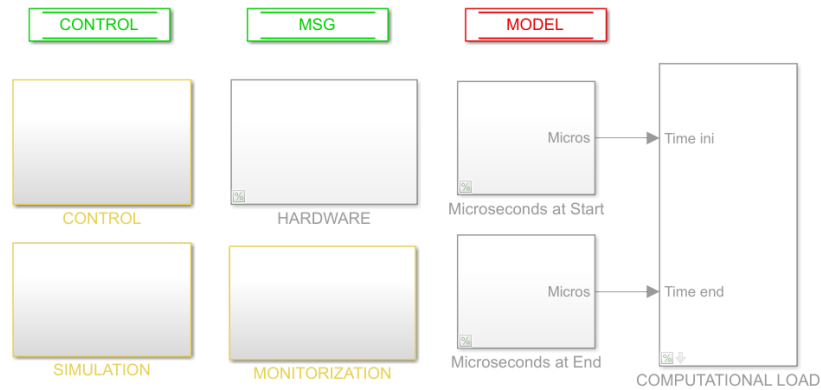 CONTROL
MSG
MODEL
CONTROL
HARDWARE
Micros
Time ini
Microseconds at Start
SIMULATION
MONITORIZATION
Micros
Time end
Microseconds at End
COMPUTATIONAL LOAD